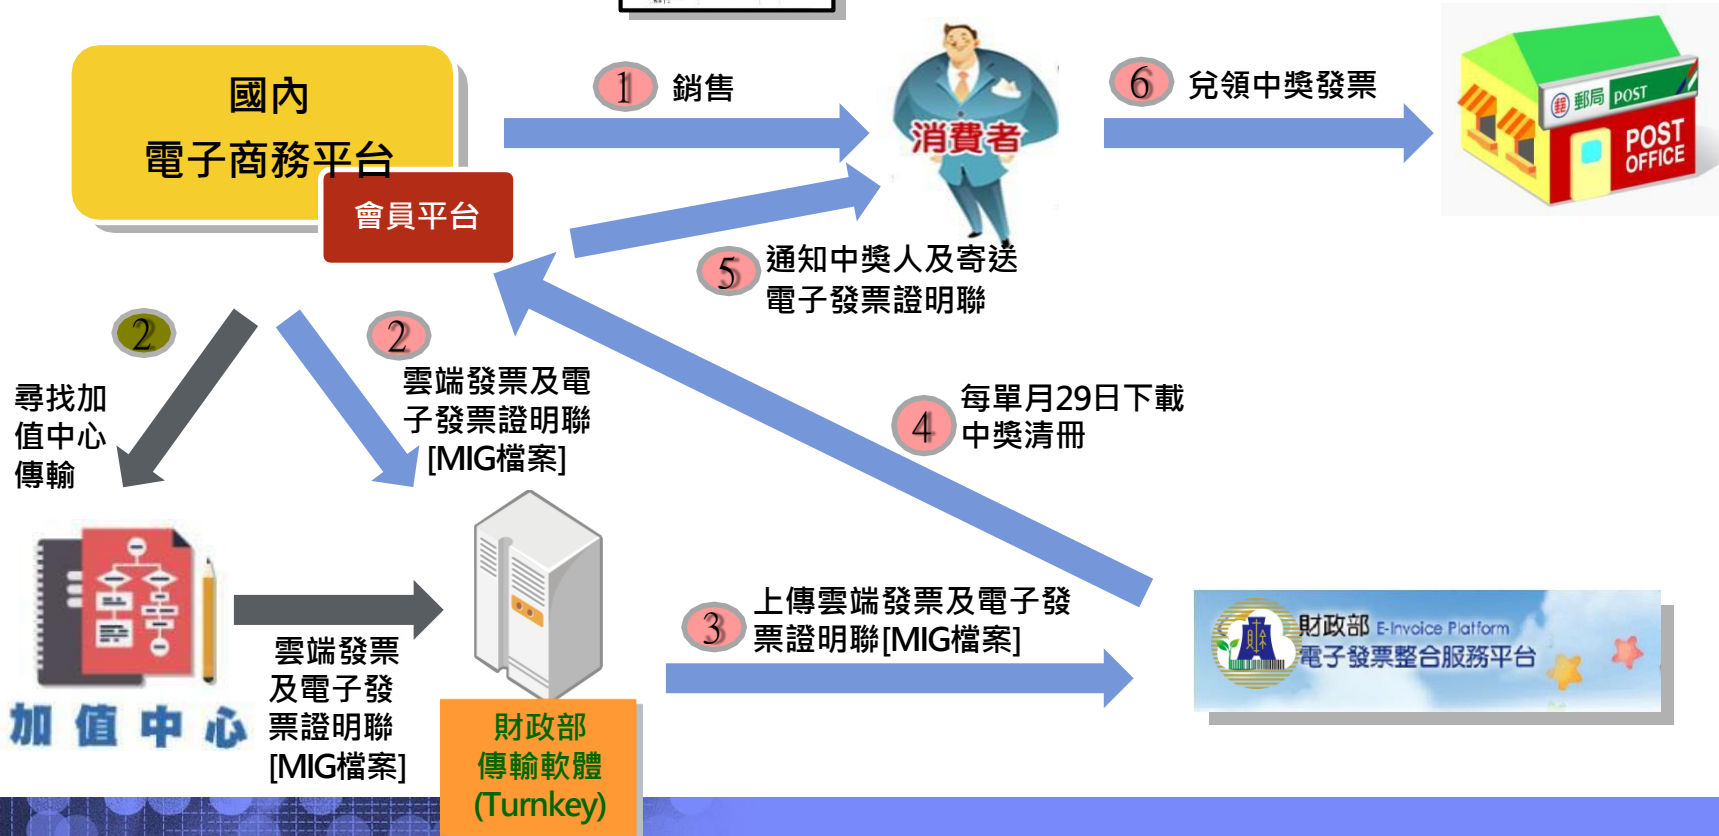 國內
電子商務平台
會員平台
1 銷售
消費者
6 兌領中獎發票
郵 郵局 POST
POST
OFFICE
5 通知中獎人及寄送
電子發票證明聯
2
尋找加
值中心
傳輸
2
雲端發票及電
子發票證明聯
[MIG檔案]
4 每單月29日下載
中獎清冊
加值中心
雲端發票
及電子發
票證明聯
[MIG檔案]
財政部
傳輸軟體
(Turnkey)
3 上傳雲端發票及電子發
票證明聯[MIG檔案]
財政部 E-Invoice Platform
電子發票整合服務平台